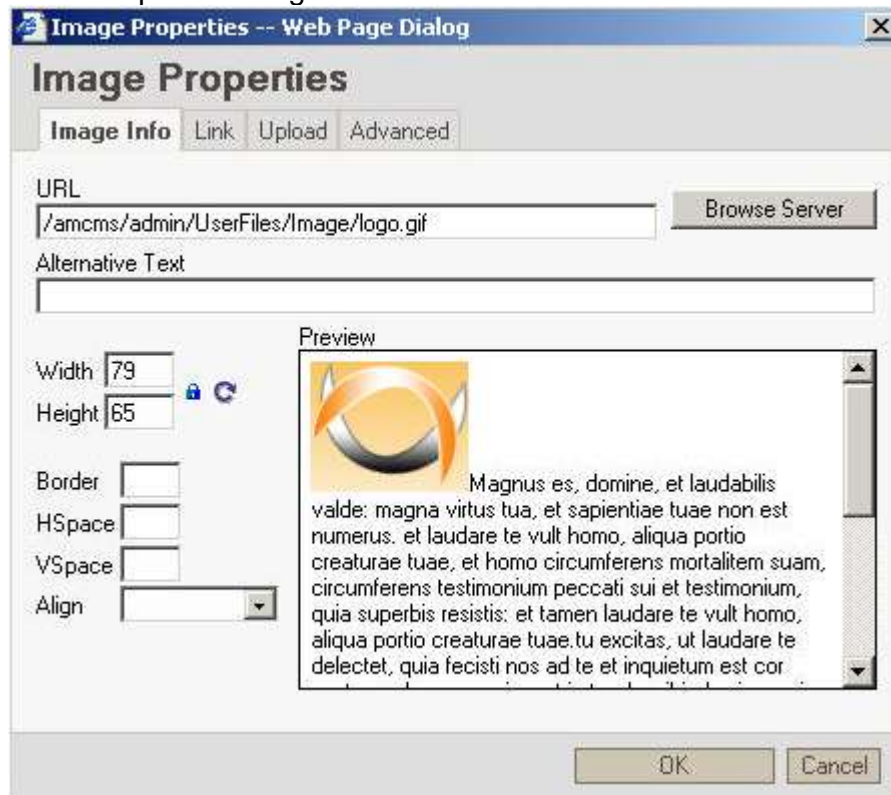 Image Properties -- Web Page Dialog
Image Properties
Image Info Link Upload Advanced
URL
/amcms/admin/UserFiles/Image/logo.gif
Browse Server
Alternative Text
Preview
Width 79
Height 65
Border
HSpace
VSpace
Align
Magnus es, domine, et laudabilis
valde: magna virtus tua, et sapientiae tuae non est
numerus. et laudare te vult homo, aliqua portio
creaturae tuae, et homo circumferens mortalitem suam,
circumferens testimonium peccati sui et testimonium,
quia superbis resistis: et tamen laudare te vult homo,
aliqua portio creaturae tuae.tu excitas, ut laudare te
delectet, quia fecisti nos ad te et inquietum est cor
OK Cancel